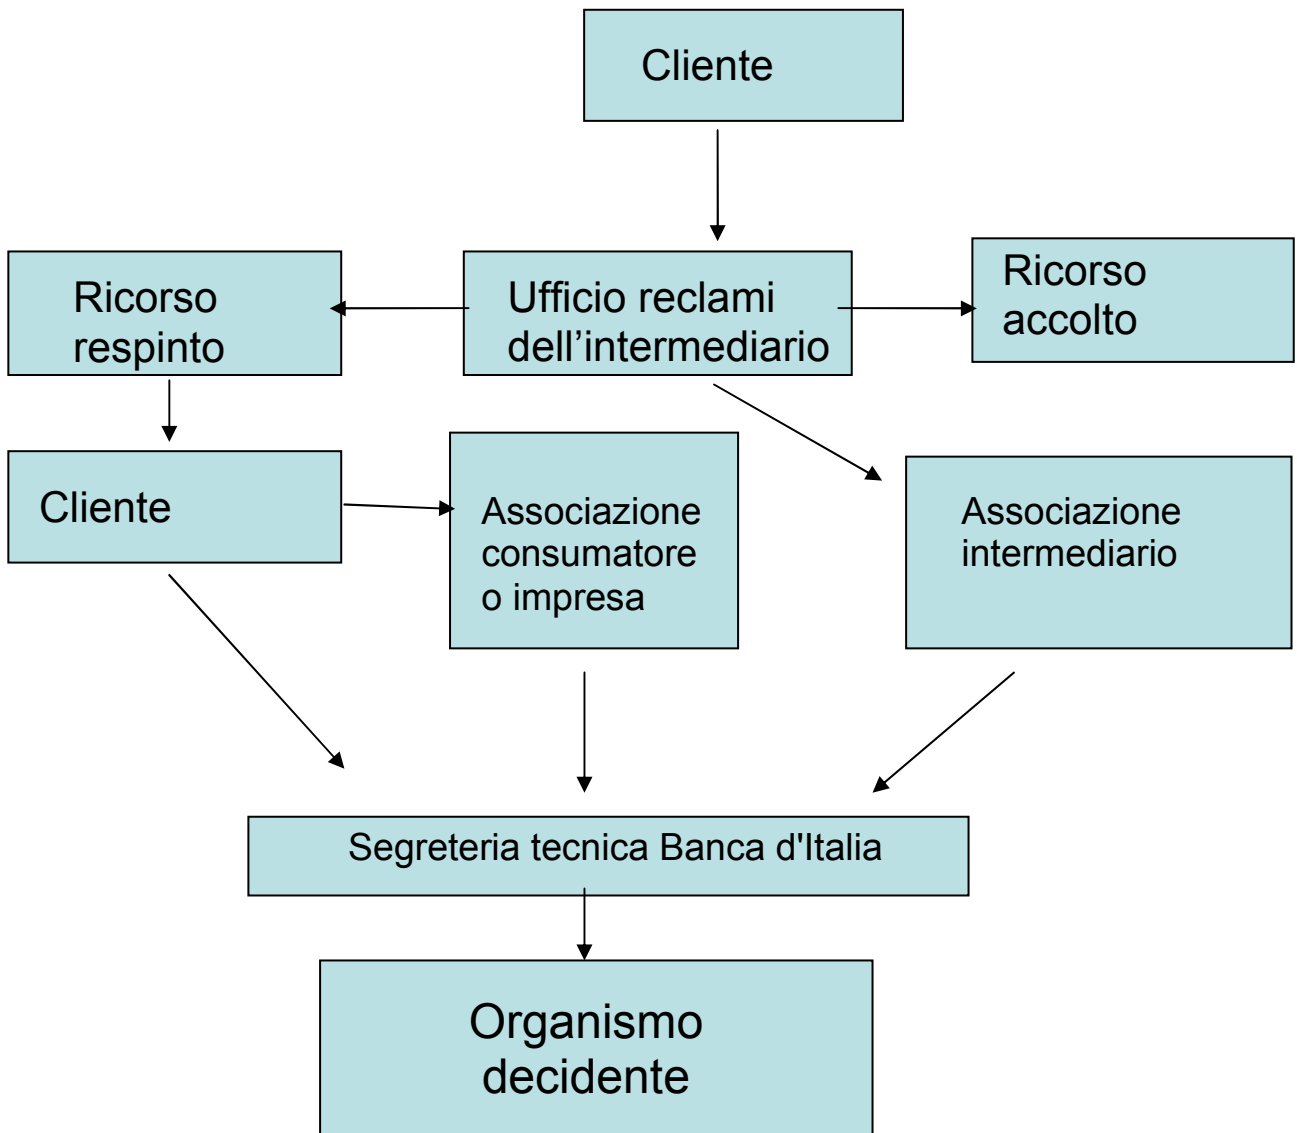 Cliente
Ricorso
respinto
Ufficio reclami
dell’intermediario
Ricorso
accolto
Cliente
Associazione
consumatore
o impresa
Associazione
intermediario
Segreteria tecnica Banca d'Italia
Organismo
decidente